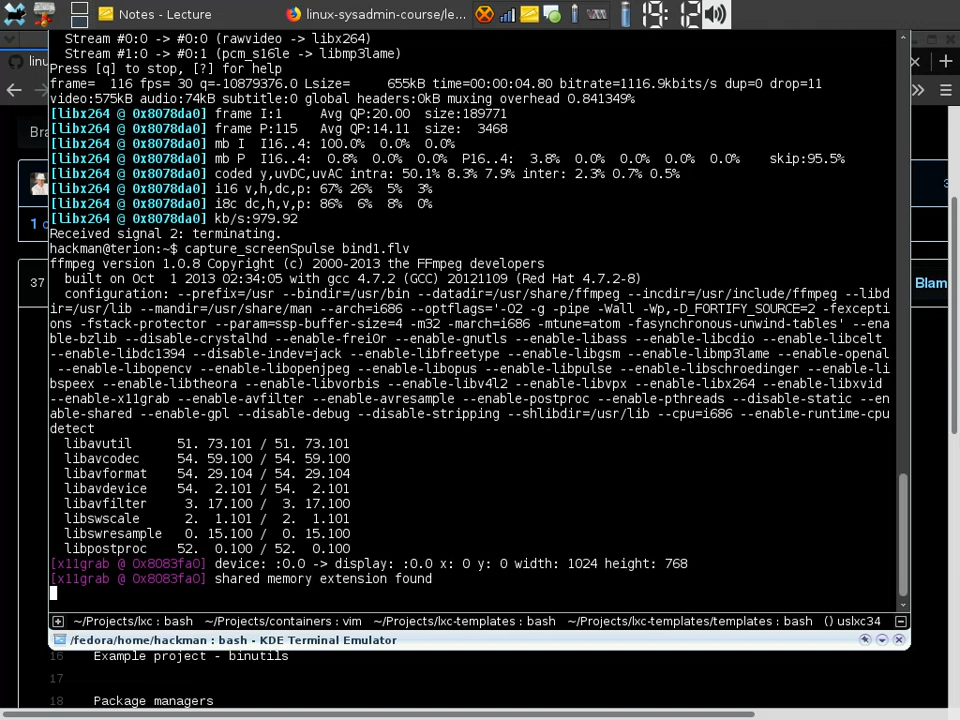 Notes - Lecture
linux-sysadmin-course/le...
19: 12
Stream #0:0 -> #0:0 (rawvideo -> libx264)
Stream #1:0 -> #0:1 (pcm_s16le -> libmp3lame)
Press [q] to stop, [?] for help
frame=  116 fps= 30 q=-10879376.0 Lsize=     655kB time=00:00:04.80 bitrate=1116.9kbits/s dup=0 drop=11
video:575kB audio:74kB subtitle:0 global headers:0kB muxing overhead 0.841349%
[libx264 @ 0x8078da0] frame I:1     Avg QP:20.00  size:189771
[libx264 @ 0x8078da0] frame P:115   Avg QP:14.11  size:  3468
[libx264 @ 0x8078da0] mb I  I16..4: 100.0%  0.0%  0.0%
[libx264 @ 0x8078da0] mb P  I16..4:  0.8%  0.0%  0.0%  P16..4:  3.8%  0.0%  0.0%  0.0%  0.0%    skip:95.5%
[libx264 @ 0x8078da0] coded y,uvDC,uvAC intra: 50.1% 8.3% 7.9% inter: 2.3% 0.7% 0.5%
[libx264 @ 0x8078da0] i16 v,h,dc,p: 67% 26%  5%  3%
[libx264 @ 0x8078da0] i8c dc,h,v,p: 86%  6%  8%  0%
[libx264 @ 0x8078da0] kb/s:979.92
Received signal 2: terminating.
hackman@terion:~$ capture_screenSpulse bind1.flv
ffmpeg version 1.0.8 Copyright (c) 2000-2013 the FFmpeg developers
built on Oct  1 2013 02:34:05 with gcc 4.7.2 (GCC) 20121109 (Red Hat 4.7.2-8)
configuration: --prefix=/usr --bindir=/usr/bin --datadir=/usr/share/ffmpeg --incdir=/usr/include/ffmpeg --libd
ir=/usr/lib --mandir=/usr/share/man --arch=i686 --optflags='-O2 -g -pipe -Wall -Wp,-D_FORTIFY_SOURCE=2 -fexcepti
ons -fstack-protector --param=ssp-buffer-size=4 -m32 -march=i686 -mtune=atom -fasynchronous-unwind-tables' --ena
ble-bzlib --disable-crystalhd --enable-frei0r --enable-gnutls --enable-libass --enable-libcdio --enable-libcelt
--enable-libdc1394 --disable-indev=jack --enable-libfreetype --enable-libgsm --enable-libmp3lame --enable-openal
--enable-libopencv --enable-libopenjpeg --enable-libopus --enable-libpulse --enable-libschroedinger --enable-li
bspeex --enable-libtheora --enable-libvorbis --enable-libv4l2 --enable-libvpx --enable-libx264 --enable-libxvid
--enable-x11grab --enable-avfilter --enable-avresample --enable-postproc --enable-pthreads --disable-static --en
able-shared --enable-gpl --disable-debug --disable-stripping --shlibdir=/usr/lib --cpu=i686 --enable-runtime-cpu
detect
libavutil      51. 73.101 / 51. 73.101
libavcodec     54. 59.100 / 54. 59.100
libavformat    54. 29.104 / 54. 29.104
libavdevice    54.  2.101 / 54.  2.101
libavfilter     3. 17.100 /  3. 17.100
libswscale      2.  1.101 /  2.  1.101
libswresample   0. 15.100 /  0. 15.100
libpostproc    52.  0.100 / 52.  0.100
[x11grab @ 0x8083fa0] device: :0.0 -> display: :0.0 x: 0 y: 0 width: 1024 height: 768
[x11grab @ 0x8083fa0] shared memory extension found
~/Projects/lxc : bash ~/Projects/containers : vim ~/Projects/lxc-templates : bash ~/Projects/lxc-templates/templates : bash () uslxc34
/fedora/home/hackman : bash - KDE Terminal Emulator
linu
Bra
1 c
37
Blam
16 Example project - binutils
17
18 Package managers